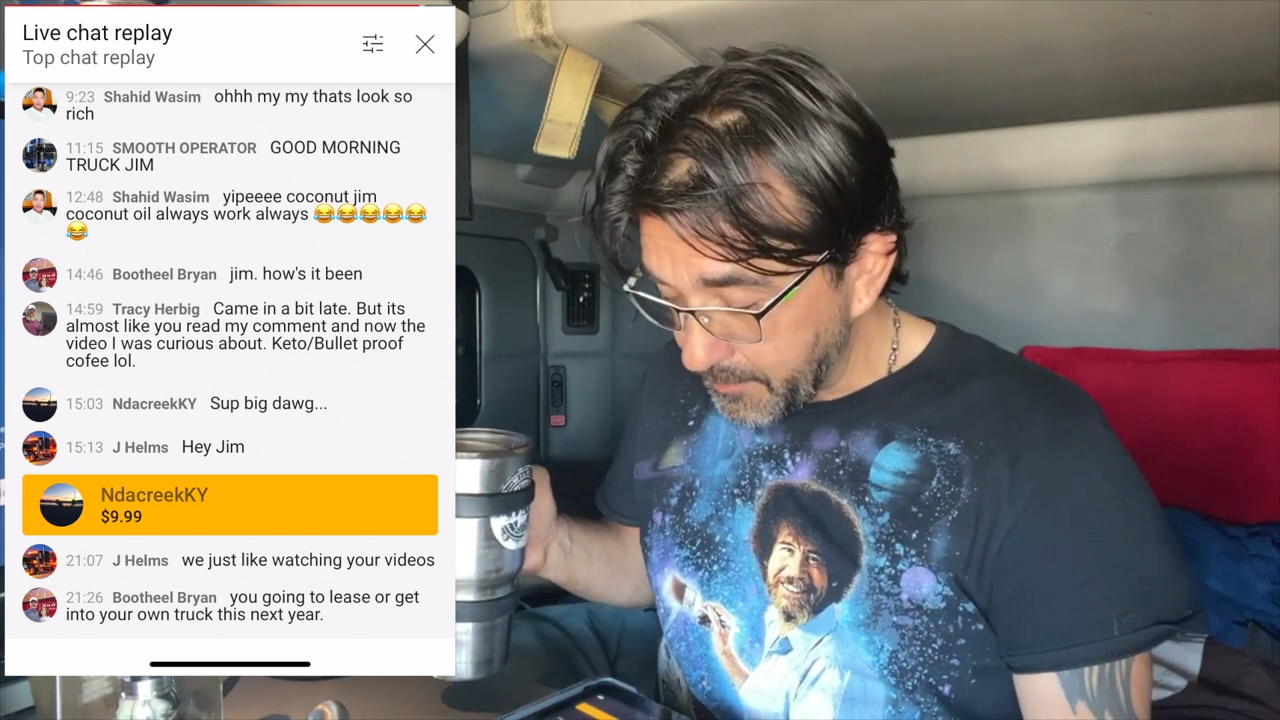 Live chat replay
Top chat replay
9:23 Shahid Wasim ohhh my my thats look so
rich
11:15 SMOOTH OPERATOR GOOD MORNING
TRUCK JIM
12:48 Shahid Wasim yipeeee coconut jim
coconut oil always work always 😂😂😂😂😂
😂
14:46 Bootheel Bryan jim. how's it been
14:59 Tracy Herbig Came in a bit late. But its
almost like you read my comment and now the
video I was curious about. Keto/Bullet proof
cofee lol.
15:03 NdacreekKY Sup big dawg...
15:13 J Helms Hey Jim
NdacreekKY
$9.99
21:07 J Helms we just like watching your videos
21:26 Bootheel Bryan you going to lease or get
into your own truck this next year.